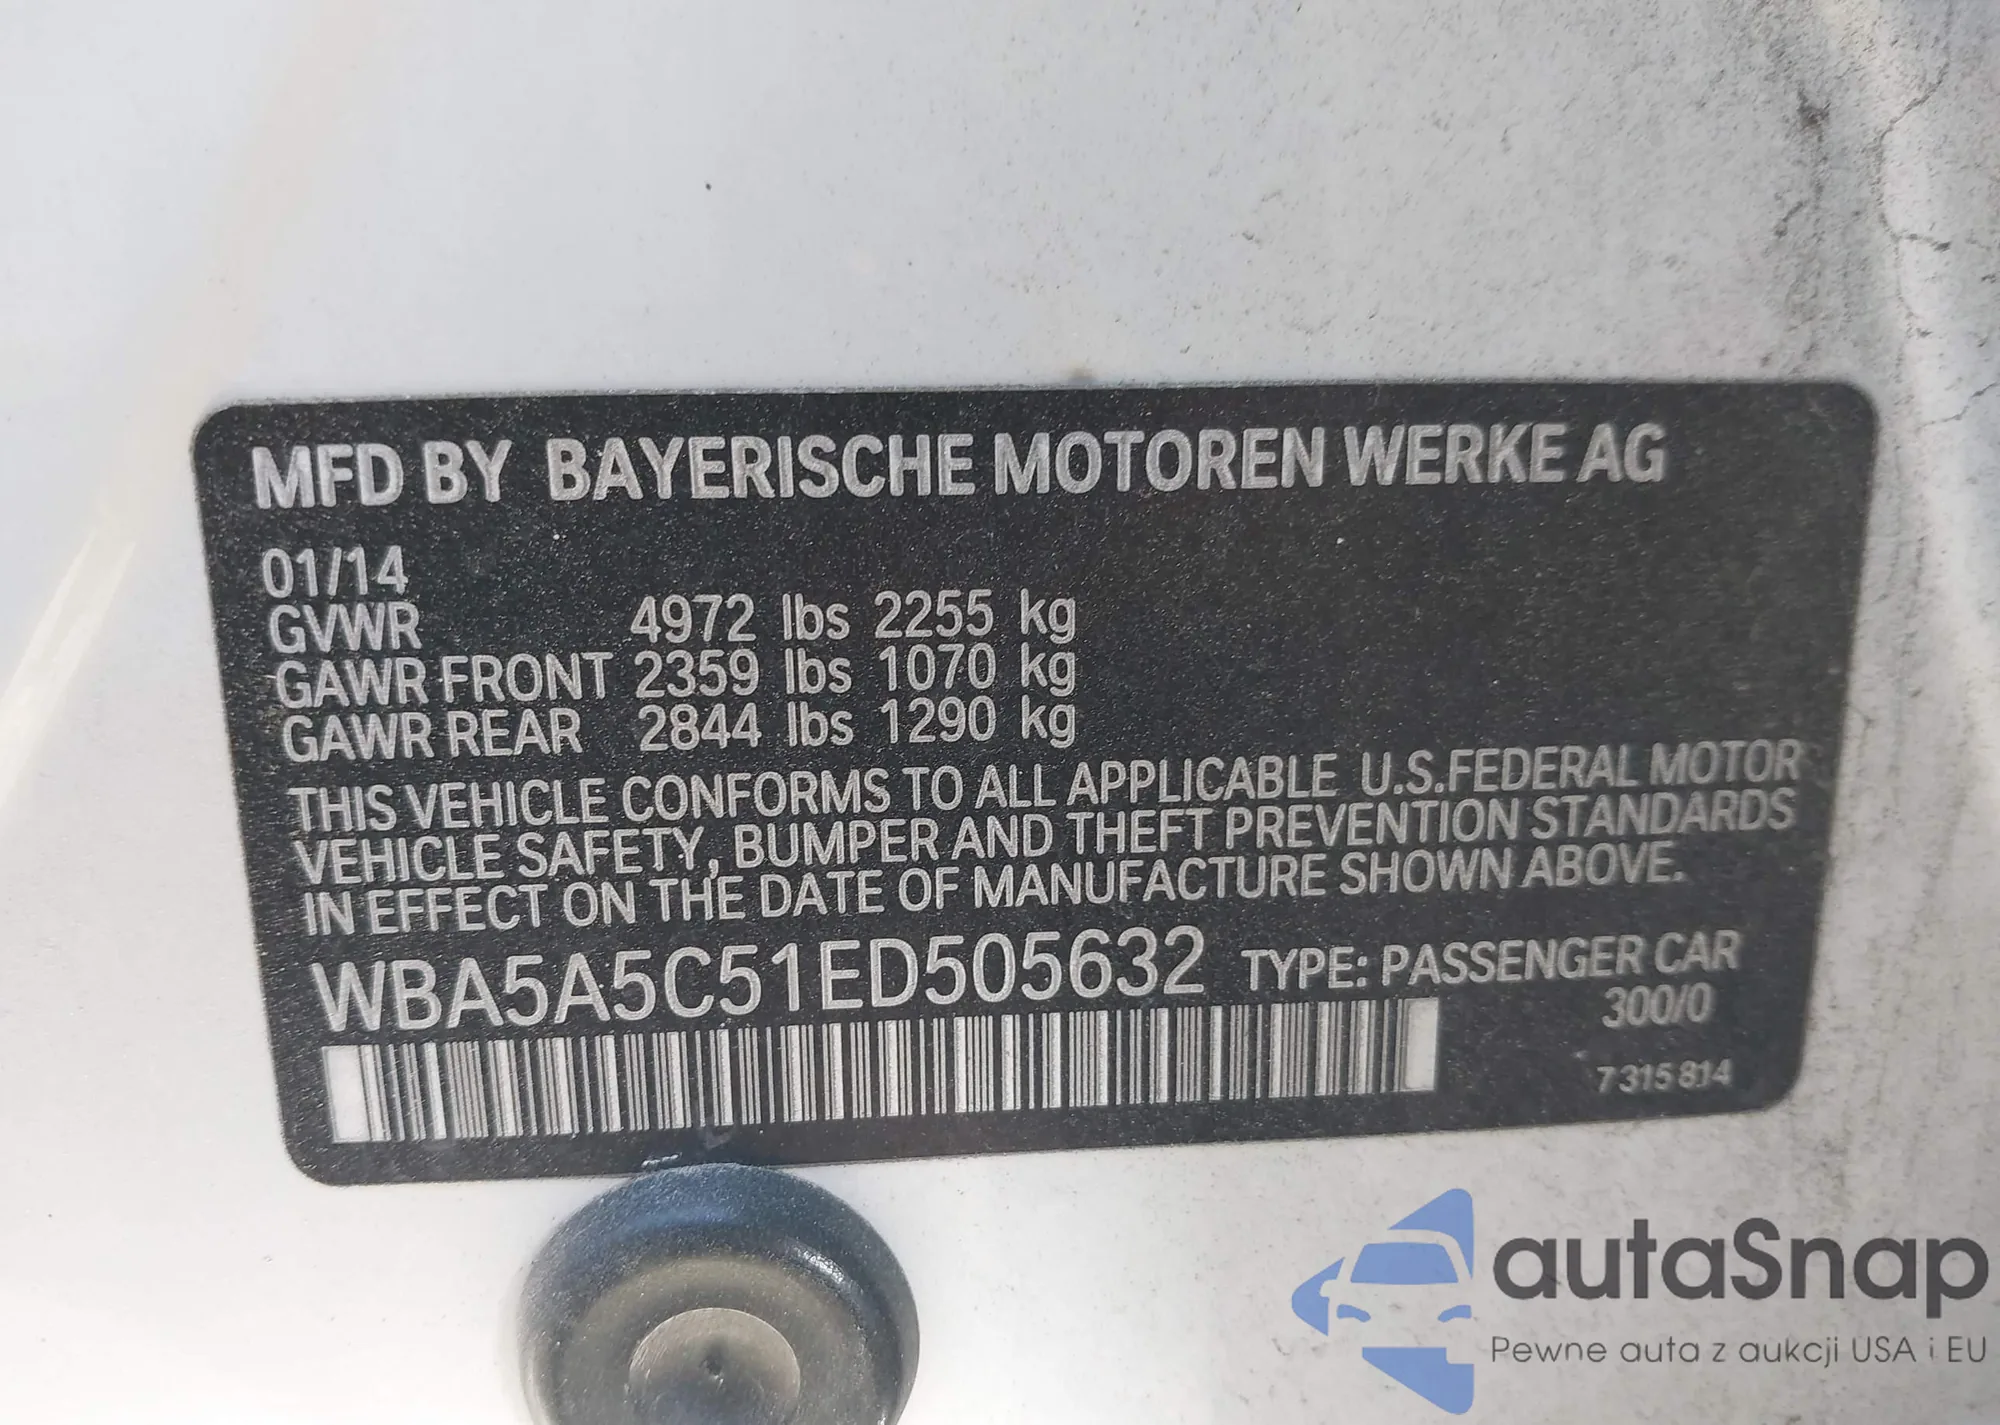 MFD BY BAYERISCHE MOTOREN WERKE AG
01/14
GVWR 4972 lbs 2255 kg
GAWR FRONT 2359 lbs 1070 kg
GAWR REAR 2844 lbs 1290 kg
THIS VEHICLE CONFORMS TO ALL APPLICABLE U.S.FEDERAL MOTOR
VEHICLE SAFETY, BUMPER AND THEFT PREVENTION STANDARDS
IN EFFECT ON THE DATE OF MANUFACTURE SHOWN ABOVE.
WBA5A5C51ED505632 TYPE: PASSENGER CAR
300/0
7 315 814
autaSnap
Pewne auta z aukcji USA i EU